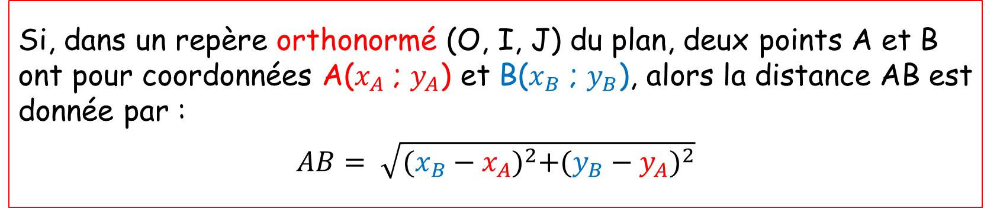 Si, dans un repère orthonormé (O, I, J) du plan, deux points A et B
ont pour coordonnées A(x_A ; y_A) et B(x_B ; y_B), alors la distance AB est
donnée par :
AB = √((x_B − x_A)²+(y_B − y_A)²)